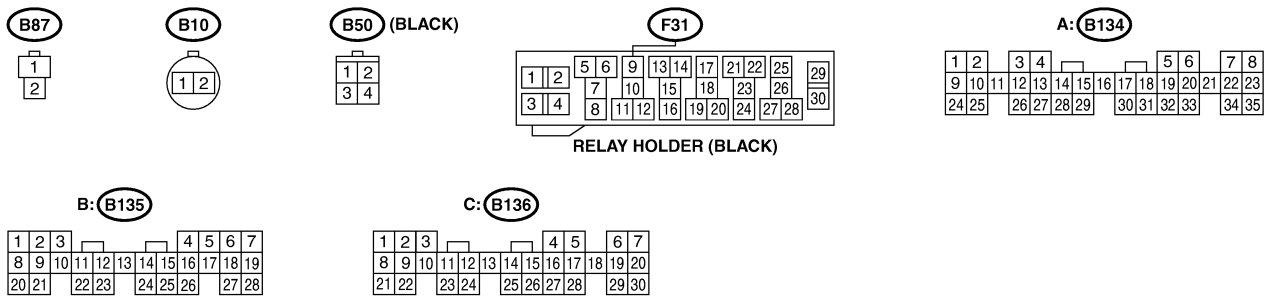 B87 B10 B50 (BLACK) F31 A: B134
1
2
1 2
1 2
3 4
1 2
3 4
5 6 9 13 14 17 21 22 25 29
7 10 15 18 23 26
8 11 12 16 19 20 24 27 28 30
RELAY HOLDER (BLACK)
1 2 3 4 5 6 7 8
9 10 11 12 13 14 15 16 17 18 19 20 21 22 23
24 25 26 27 28 29 30 31 32 33 34 35
B: B135
1 2 3 4 5 6 7
8 9 10 11 12 13 14 15 16 17 18 19
20 21 22 23 24 25 26 27 28
C: B136
1 2 3 4 5 6 7
8 9 10 11 12 13 14 15 16 17 18 19 20
21 22 23 24 25 26 27 28 29 30